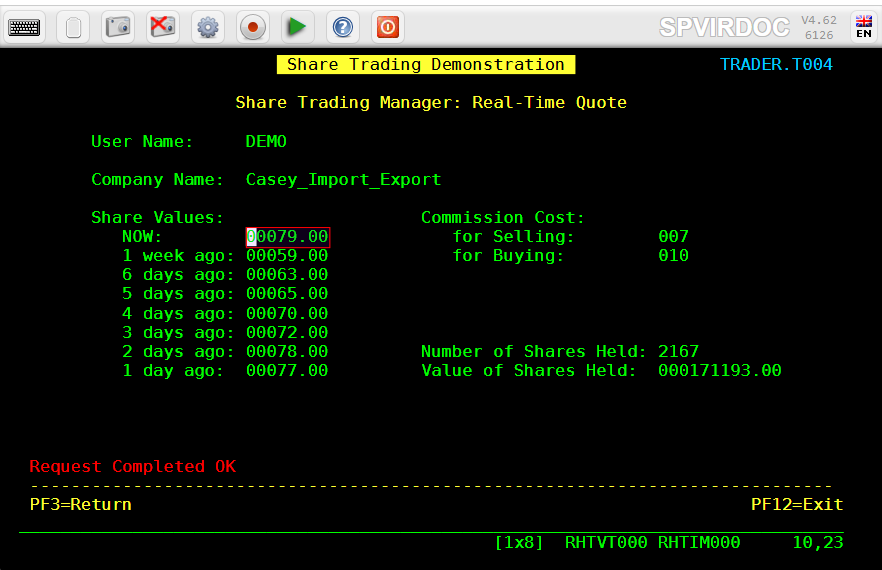 SPVIRDOC V4.62
6126 EN
Share Trading Demonstration TRADER.T004
Share Trading Manager: Real-Time Quote
User Name: DEMO
Company Name: Casey_Import_Export
Share Values: Commission Cost:
NOW: 00079.00 for Selling: 007
1 week ago: 00059.00 for Buying: 010
6 days ago: 00063.00
5 days ago: 00065.00
4 days ago: 00070.00
3 days ago: 00072.00
2 days ago: 00078.00 Number of Shares Held: 2167
1 day ago: 00077.00 Value of Shares Held: 000171193.00
Request Completed OK
------------------------------------------------------------------------------
PF3=Return PF12=Exit
[1x8] RHTVT000 RHTIM000 10,23